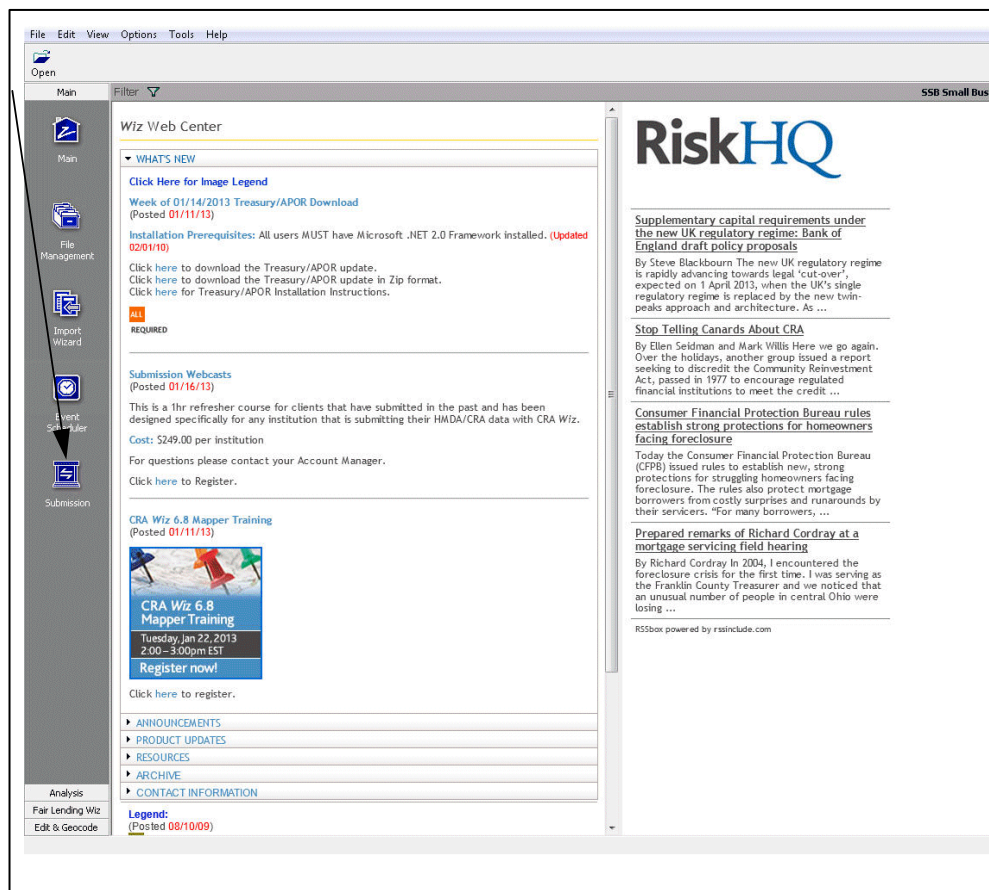 File Edit View Options Tools Help
Open
Main
Filter
SSB Small Bus
Main
File
Management
Import
Wizard
Event
Scheduler
Submission
Analysis
Fair Lending Wiz
Edit & Geocode
Wiz Web Center
WHAT'S NEW
Click Here for Image Legend
Week of 01/14/2013 Treasury/APOR Download
(Posted 01/11/13)
Installation Prerequisites: All users MUST have Microsoft .NET 2.0 Framework installed. (Updated
02/01/10)
Click here to download the Treasury/APOR update.
Click here to download the Treasury/APOR update in Zip format.
Click here for Treasury/APOR Installation Instructions.
ALL
REQUIRED
Submission Webcasts
(Posted 01/16/13)
This is a 1hr refresher course for clients that have submitted in the past and has been
designed specifically for any institution that is submitting their HMDA/CRA data with CRA Wiz.
Cost: $249.00 per institution
For questions please contact your Account Manager.
Click here to Register.
CRA Wiz 6.8 Mapper Training
(Posted 01/11/13)
CRA Wiz 6.8
Mapper Training
Tuesday, Jan 22, 2013
2:00 – 3:00pm EST
Register now!
Click here to register.
ANNOUNCEMENTS
PRODUCT UPDATES
RESOURCES
ARCHIVE
CONTACT INFORMATION
Legend:
(Posted 08/10/09)
RiskHQ
Supplementary capital requirements under
the new UK regulatory regime: Bank of
England draft policy proposals
By Steve Blackbourn The new UK regulatory regime
is rapidly advancing towards legal ‘cut-over’,
expected on 1 April 2013, when the UK’s single
regulatory regime is replaced by the new twin-
peaks approach and architecture. As ...
Stop Telling Canards About CRA
By Ellen Seidman and Mark Willis Here we go again.
Over the holidays, another group issued a report
seeking to discredit the Community Reinvestment
Act, passed in 1977 to encourage regulated
financial institutions to meet the credit ...
Consumer Financial Protection Bureau rules
establish strong protections for homeowners
facing foreclosure
Today the Consumer Financial Protection Bureau
(CFPB) issued rules to establish new, strong
protections for struggling homeowners facing
foreclosure. The rules also protect mortgage
borrowers from costly surprises and runarounds by
their servicers. “For many borrowers, ...
Prepared remarks of Richard Cordray at a
mortgage servicing field hearing
By Richard Cordray In 2004, I encountered the
foreclosure crisis for the first time. I was serving as
the Franklin County Treasurer and we noticed that
an unusual number of people in central Ohio were
losing ...
RSSbox powered by rssinclude.com